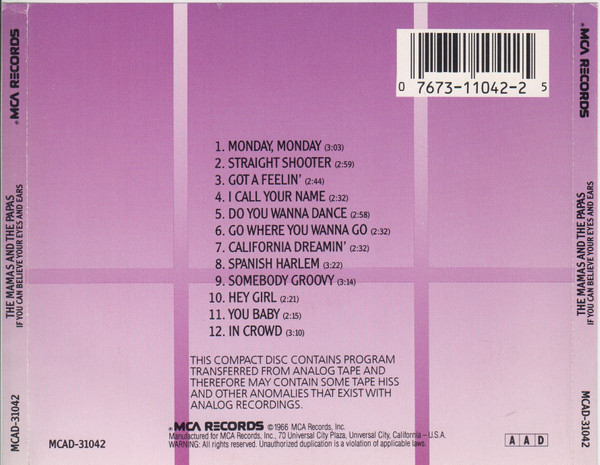 MCA RECORDS
THE MAMAS AND THE PAPAS
IF YOU CAN BELIEVE YOUR EYES AND EARS
MCAD-31042
0 7673-11042-2 5
1. MONDAY, MONDAY (3:03)
2. STRAIGHT SHOOTER (2:59)
3. GOT A FEELIN' (2:44)
4. I CALL YOUR NAME (2:32)
5. DO YOU WANNA DANCE (2:58)
6. GO WHERE YOU WANNA GO (2:32)
7. CALIFORNIA DREAMIN' (2:32)
8. SPANISH HARLEM (3:22)
9. SOMEBODY GROOVY (3:14)
10. HEY GIRL (2:21)
11. YOU BABY (2:15)
12. IN CROWD (3:10)
THIS COMPACT DISC CONTAINS PROGRAM
TRANSFERRED FROM ANALOG TAPE AND
THEREFORE MAY CONTAIN SOME TAPE HISS
AND OTHER ANOMALIES THAT EXIST WITH
ANALOG RECORDINGS.
MCA RECORDS ©1966 MCA Records, Inc.
Manufactured for MCA Records, Inc., 70 Universal City Plaza, Universal City, California – U.S.A.
WARNING: All rights reserved. Unauthorized duplication is a violation of applicable laws.
MCAD-31042
A A D
MCA RECORDS
THE MAMAS AND THE PAPAS
IF YOU CAN BELIEVE YOUR EYES AND EARS
MCAD-31042